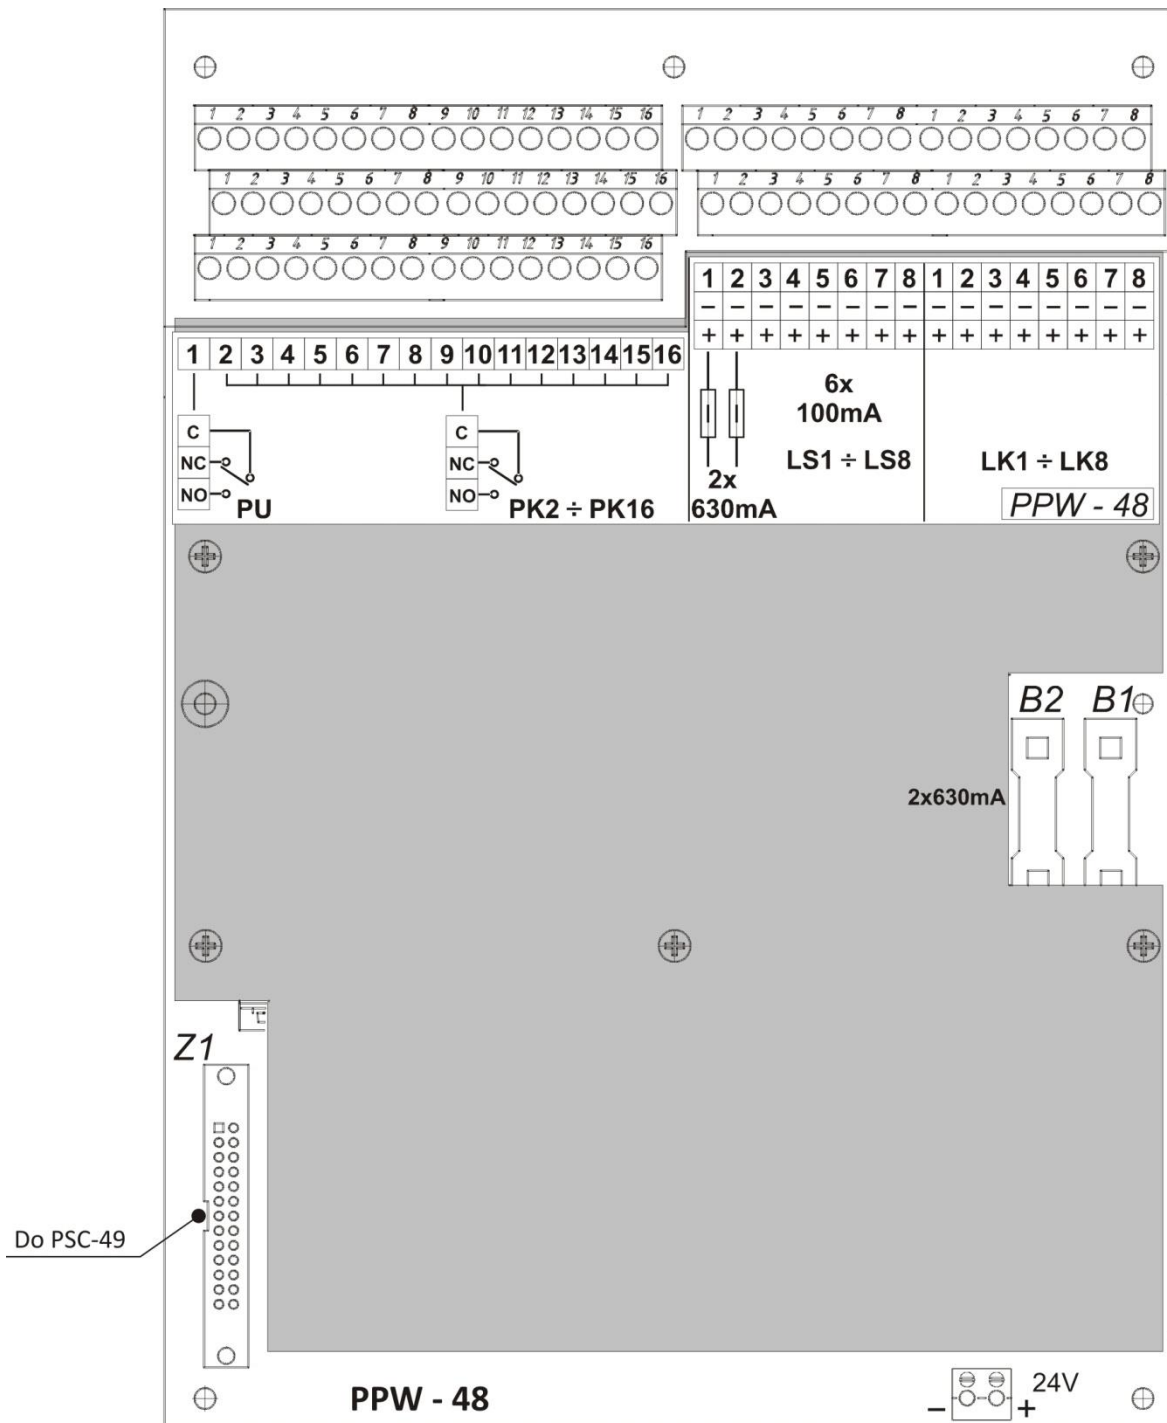 1 2 3 4 5 6 7 8 9 10 11 12 13 14 15 16
1 2 3 4 5 6 7 8 1 2 3 4 5 6 7 8
1 2 3 4 5 6 7 8 9 10 11 12 13 14 15 16
1 2 3 4 5 6 7 8 1 2 3 4 5 6 7 8
1 2 3 4 5 6 7 8 9 10 11 12 13 14 15 16
1 2 3 4 5 6 7 8 1 2 3 4 5 6 7 8
− − − − − − − − − − − − − − − −
+ + + + + + + + + + + + + + + +
1 2 3 4 5 6 7 8 9 10 11 12 13 14 15 16
C
NC
NO
PU
C
NC
NO
PK2 ÷ PK16
6x
100mA
LS1 ÷ LS8
2x
630mA
LK1 ÷ LK8
PPW - 48
B2 B1
2x630mA
Z1
Do PSC-49
PPW - 48
− + 24V